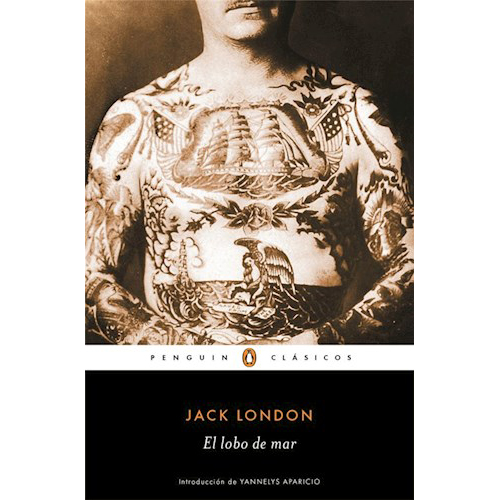 PENGUIN CLÁSICOS
JACK LONDON
El lobo de mar
Introducción de YANNELYS APARICIO